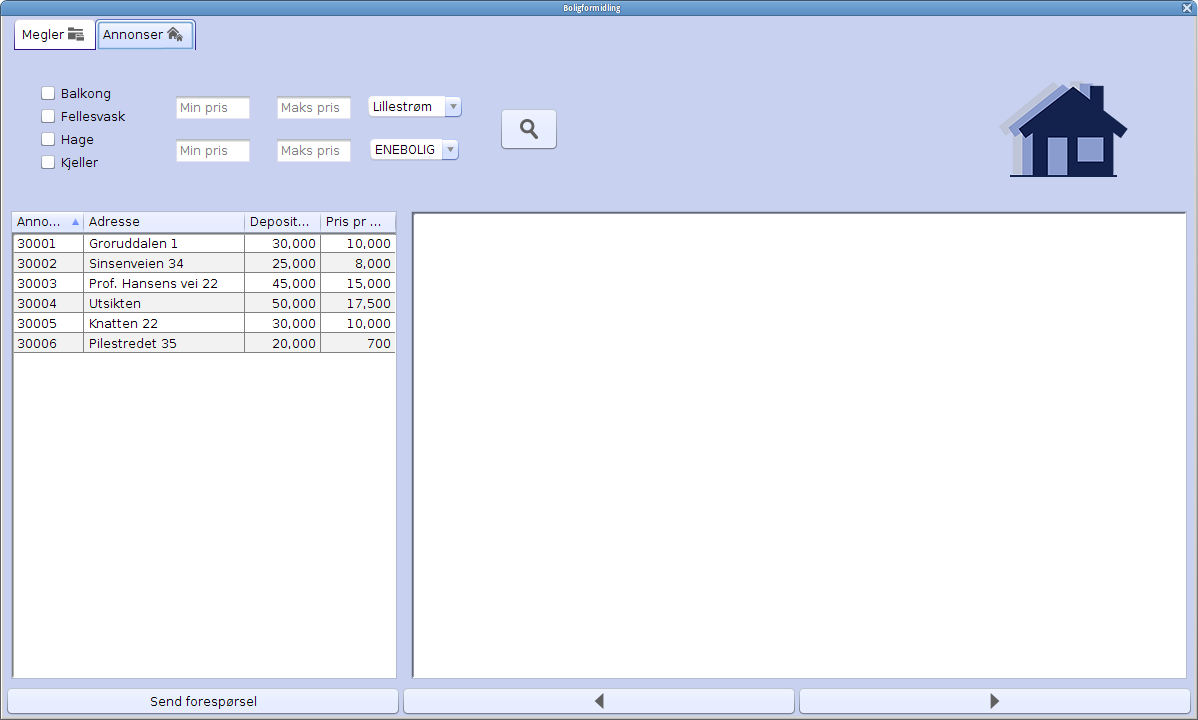 Boligformidling
Megler
Annonser
Balkong
Fellesvask
Hage
Kjeller
Min pris Maks pris Lillestrøm
Min pris Maks pris ENEBOLIG
Anno... Adresse Deposit... Pris pr ...
30001 Groruddalen 1 30,000 10,000
30002 Sinsenveien 34 25,000 8,000
30003 Prof. Hansens vei 22 45,000 15,000
30004 Utsikten 50,000 17,500
30005 Knatten 22 30,000 10,000
30006 Pilestredet 35 20,000 700
Send forespørsel